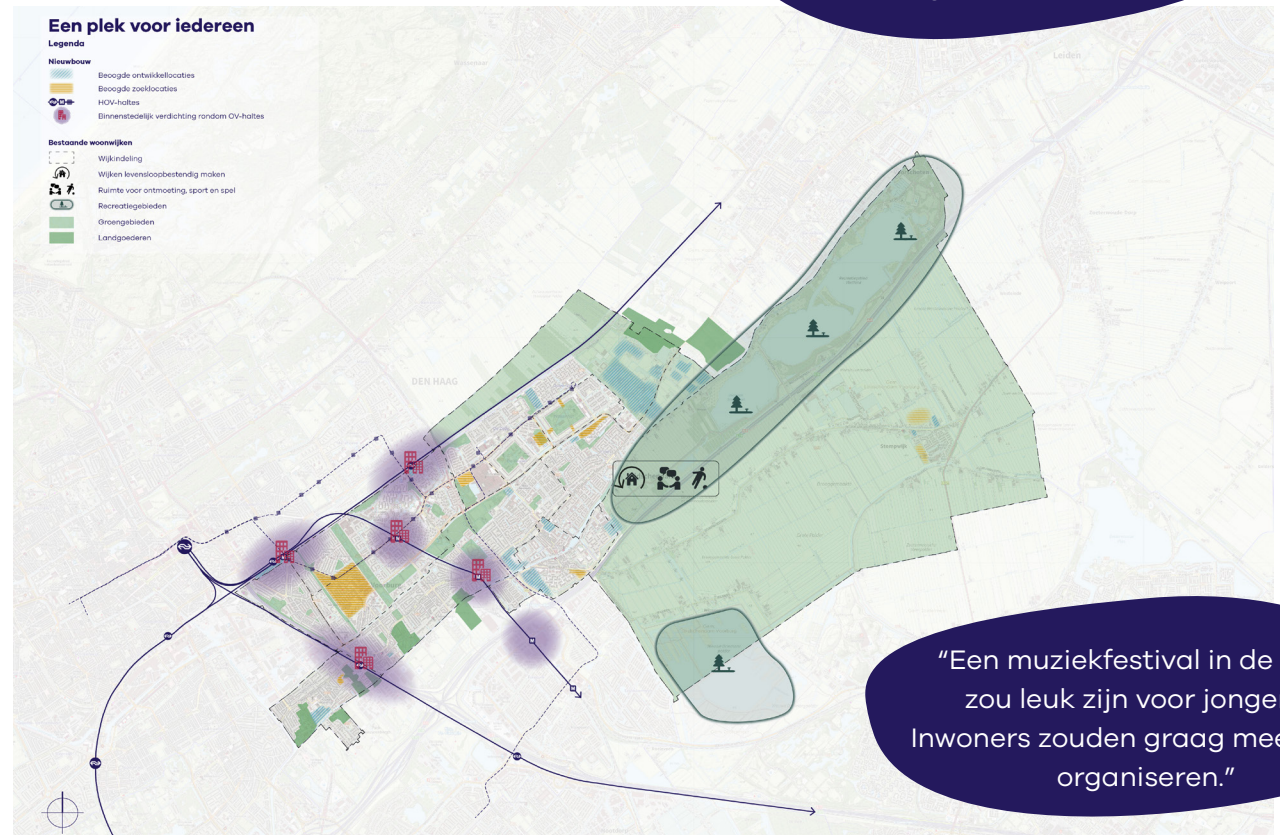 Een plek voor iedereen
Legenda
Nieuwbouw
Beoogde ontwikkellocaties
Beoogde zoeklocaties
HOV-haltes
Binnenstedelijk verdichting rondom OV-haltes
Bestaande woonwijken
Wijkindeling
Wijken levensloopbestendig maken
Ruimte voor ontmoeting, sport en spel
Recreatiegebieden
Groengebieden
Landgoederen
Leiden
DEN HAAG
Stompwijk
“Een muziekfestival in de
zou leuk zijn voor jonge
Inwoners zouden graag mee
organiseren.”